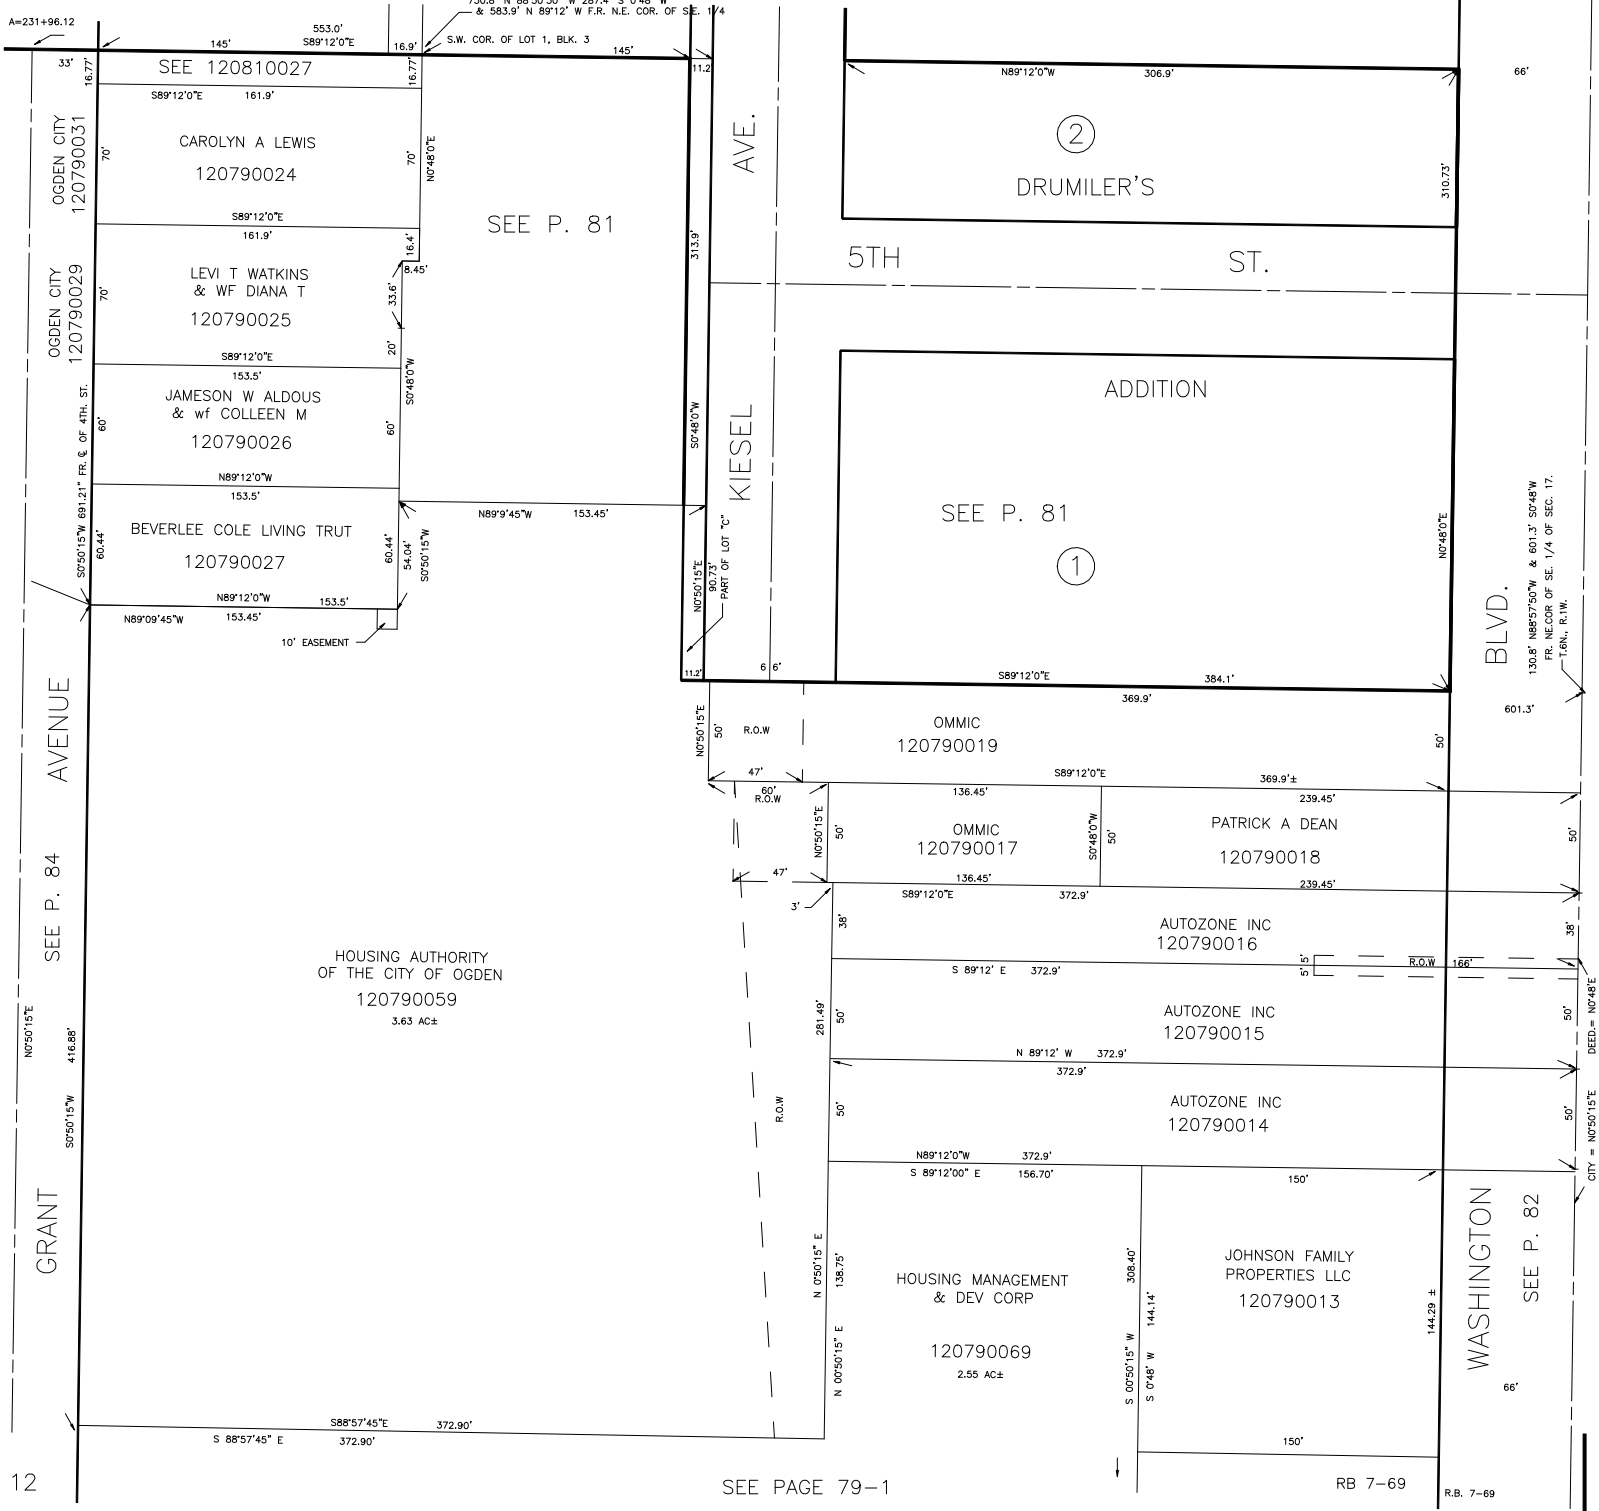 & 583.9' N 89°12' W F.R. N.E. COR. OF S.E. 1/4
A=231+96.12
553.0'
145'
S89°12'0"E
16.9'
S.W. COR. OF LOT 1, BLK. 3
145'
33'
16.77'
SEE 120810027
16.77'
11.2
S89°12'0"E
161.9'
N89°12'0"W
306.9'
66'
OGDEN CITY
120790031
70'
CAROLYN A LEWIS
120790024
70'
N0°48'0"E
SEE P. 81
AVE.
2
DRUMILER'S
310.73'
S89°12'0"E
161.9'
16.4'
8.45'
313.9'
5TH
ST.
OGDEN CITY
120790029
70'
LEVI T WATKINS
& WF DIANA T
120790025
33.6'
20'
S89°12'0"E
153.5'
S0°48'0"W
JAMESON W ALDOUS
& wf COLLEEN M
120790026
60'
60'
S0°48'0"W
KIESEL
ADDITION
N89°12'0"W
153.5'
S0°50'15"W 691.21" FR. ℄ OF 4TH. ST.
BEVERLEE COLE LIVING TRUT
120790027
60.44'
60.44'
54.04'
S0°50'15"W
N89°9'45"W
153.45'
N0°50'15"E
90.73'
PART OF LOT "C"
SEE P. 81
1
N0°48'0"E
BLVD.
130.8' N88°57'50"W & 601.3' S0°48'W
FR. NE.COR OF SE. 1/4 OF SEC. 17.
T.6N., R.1W.
N89°12'0"W
153.5'
N89°09'45"W
153.45'
10' EASEMENT
11.2'
6 6'
S89°12'0"E
384.1'
369.9'
601.3'
AVENUE
N0°50'15"E
50'
R.O.W
OMMIC
120790019
50'
47'
S89°12'0"E
369.9'±
60'
R.O.W
136.45'
239.45'
N0°50'15"E
50'
OMMIC
120790017
S0°48'0"W
50'
PATRICK A DEAN
120790018
50'
SEE P. 84
47'
136.45'
239.45'
S89°12'0"E
372.9'
3'
38'
AUTOZONE INC
120790016
38'
HOUSING AUTHORITY
OF THE CITY OF OGDEN
120790059
3.63 AC±
S 89°12' E
372.9'
5'
5'
R.O.W
166'
N0°50'15"E
416.88'
S0°50'15"W
281.49'
50'
AUTOZONE INC
120790015
50'
DEED.= N0°48'E
N 89°12' W
372.9'
372.9'
R.O.W
50'
AUTOZONE INC
120790014
50'
CITY = N0°50'15"E
N89°12'0"W
372.9'
S 89°12'00" E
156.70'
150'
GRANT
N 0°50'15" E
138.75'
N 00°50'15" E
HOUSING MANAGEMENT
& DEV CORP
120790069
2.55 AC±
308.40'
S 00°50'15" W
144.14'
S 0°48' W
JOHNSON FAMILY
PROPERTIES LLC
120790013
144.29 ±
WASHINGTON
SEE P. 82
66'
S88°57'45"E
372.90'
S 88°57'45" E
372.90'
150'
12
SEE PAGE 79-1
RB 7-69
R.B. 7-69